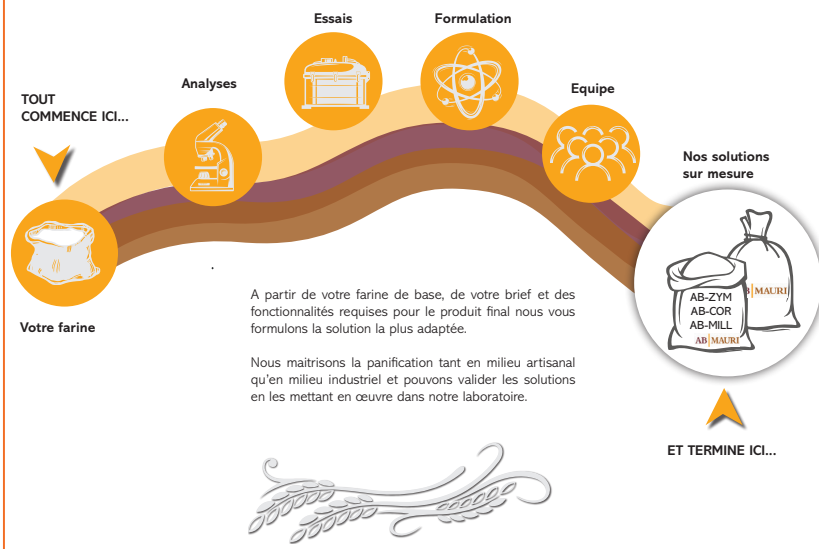 Essais
Formulation
Analyses
Equipe
TOUT
COMMENCE ICI...
Nos solutions
sur mesure
Votre farine
AB-ZYM
AB-COR
AB-MILL
AB|MAURI
B|MAURI
A partir de votre farine de base, de votre brief et des
fonctionnalités requises pour le produit final nous vous
formulons la solution la plus adaptée.
Nous maitrisons la panification tant en milieu artisanal
qu'en milieu industriel et pouvons valider les solutions
en les mettant en œuvre dans notre laboratoire.
ET TERMINE ICI...